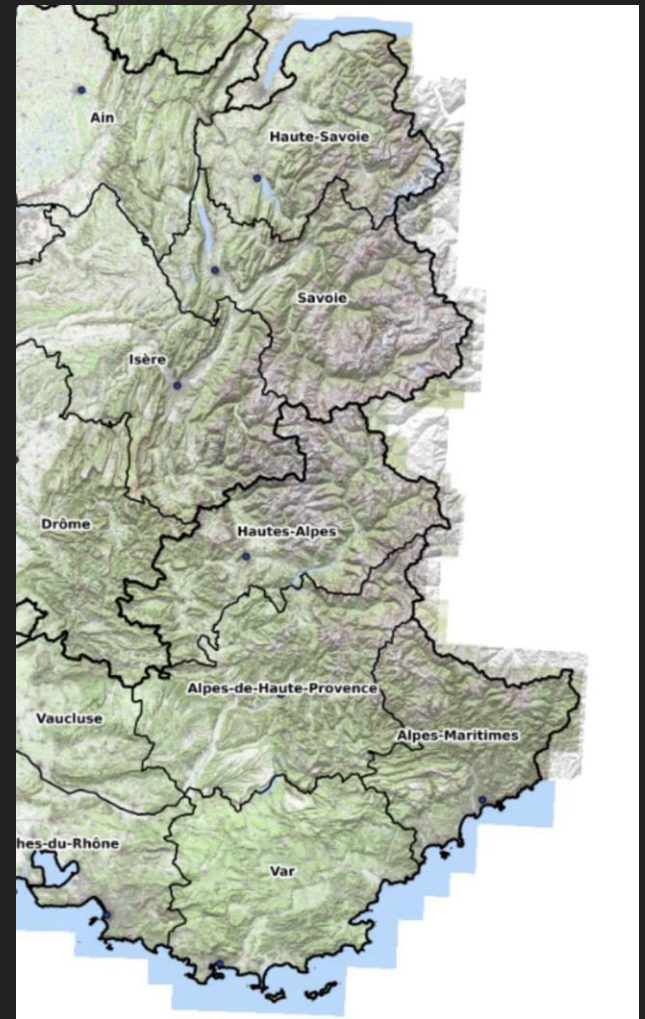 Ain
Haute-Savoie
Savoie
Isère
Drôme
Hautes-Alpes
Alpes-de-Haute-Provence
Vaucluse
Alpes-Maritimes
hes-du-Rhône
Var